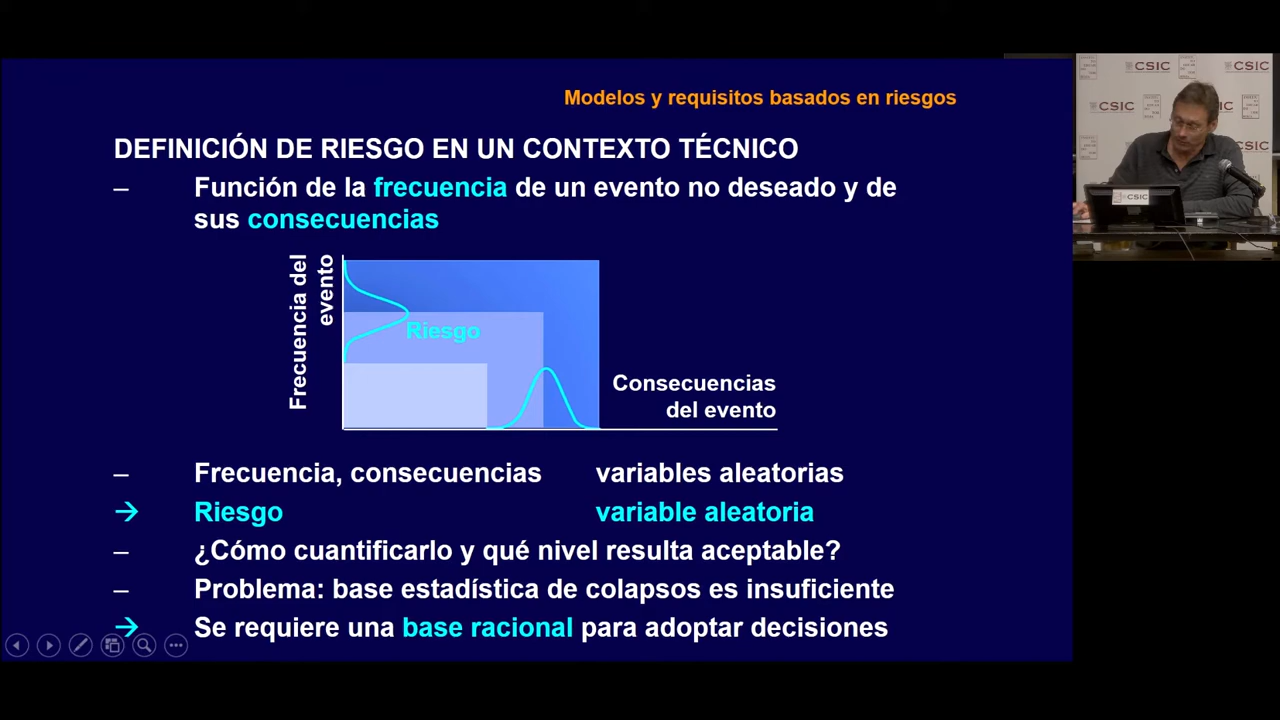 Modelos y requisitos basados en riesgos
DEFINICIÓN DE RIESGO EN UN CONTEXTO TÉCNICO
– Función de la frecuencia de un evento no deseado y de
sus consecuencias
Frecuencia del
evento
Riesgo
Consecuencias
del evento
– Frecuencia, consecuencias variables aleatorias
→ Riesgo variable aleatoria
– ¿Cómo cuantificarlo y qué nivel resulta aceptable?
– Problema: base estadística de colapsos es insuficiente
→ Se requiere una base racional para adoptar decisiones
CSIC
CSIC
CSIC
CSIC
CSIC